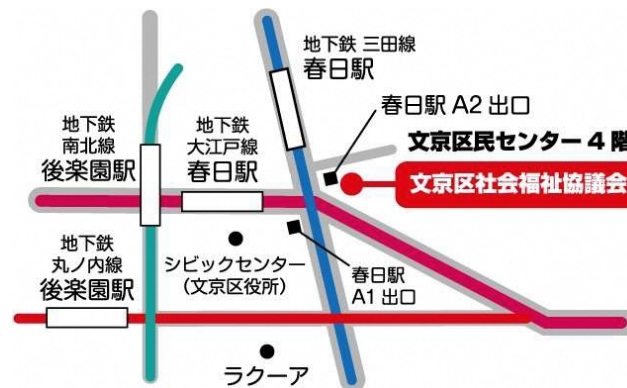 地下鉄 三田線
春日駅
春日駅 A2 出口
地下鉄
南北線
後楽園駅
地下鉄
大江戸線
春日駅
文京区民センター 4 階
文京区社会福祉協議会
地下鉄
丸ノ内線
後楽園駅
シビックセンター
（文京区役所）
春日駅
A1 出口
ラクーア